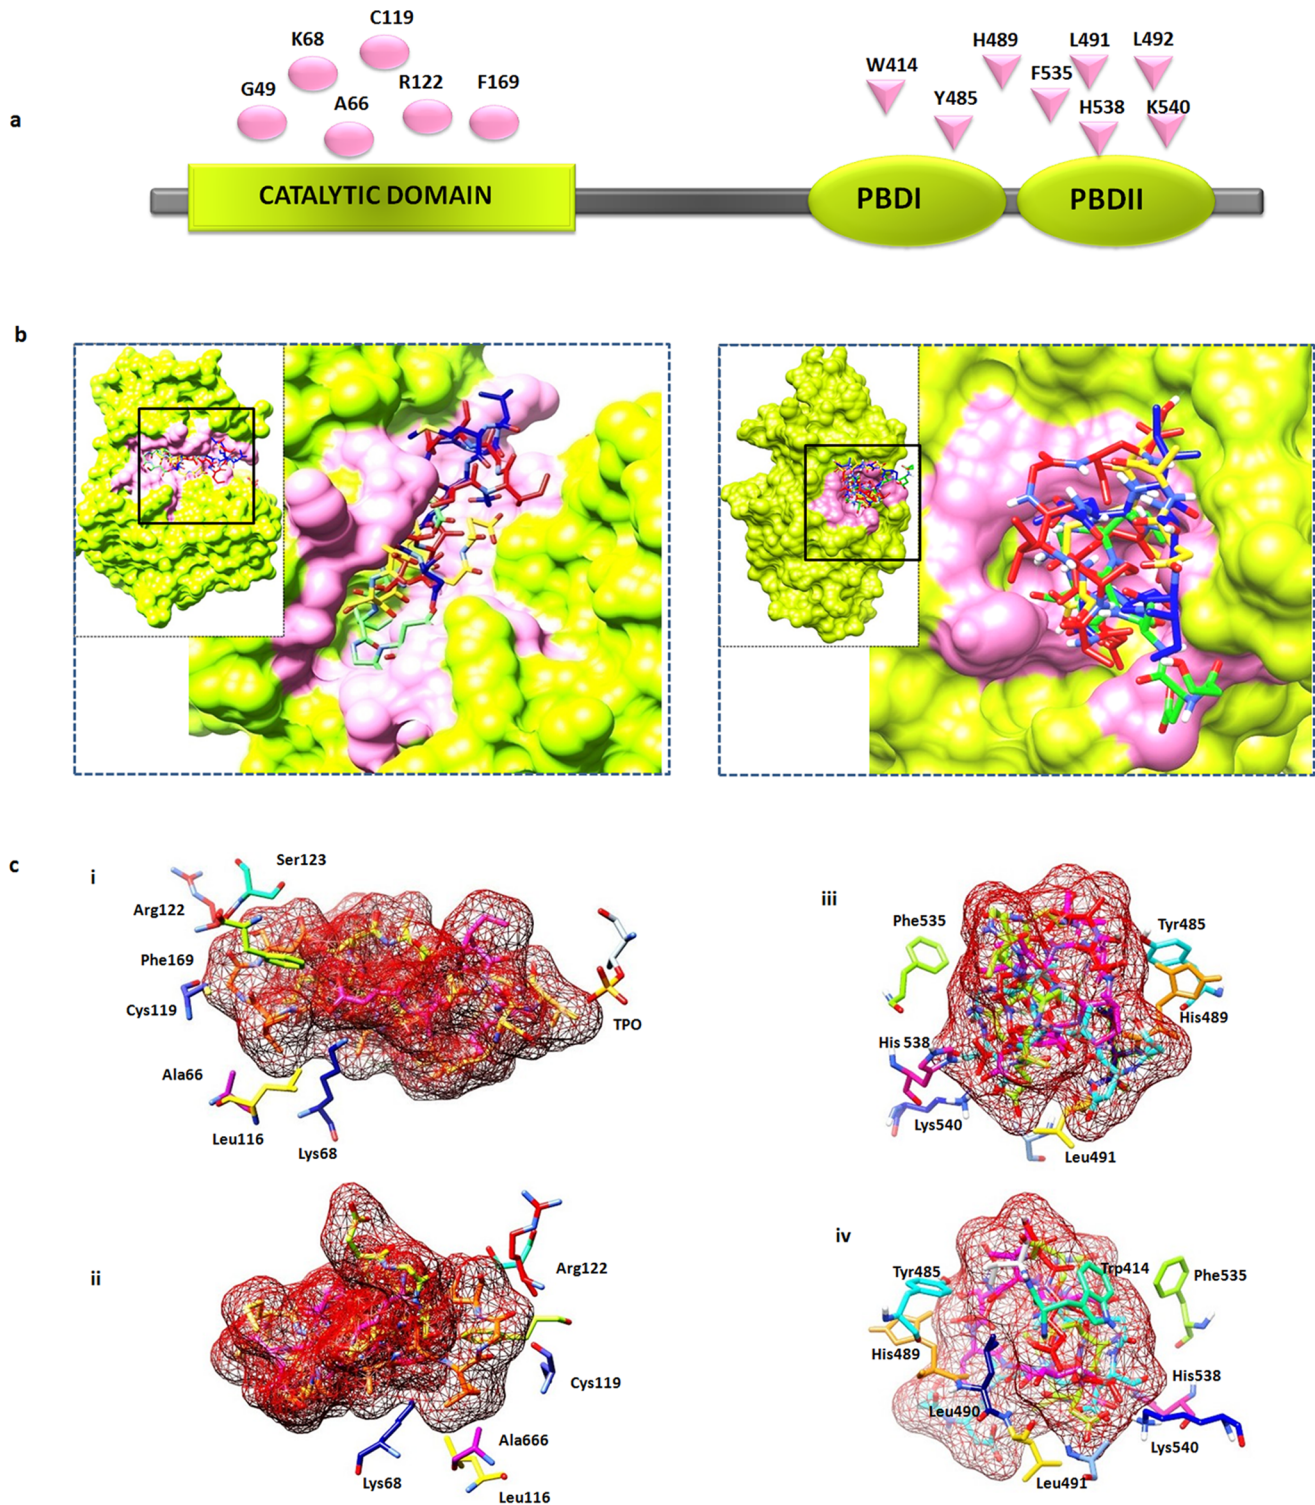 a
C119
K68
G49
A66
R122
F169
CATALYTIC DOMAIN
W414
Y485
H489
F535
L491
H538
L492
K540
PBDI
PBDII
b
c
i
Ser123
Arg122
Phe169
Cys119
Ala66
Leu116
Lys68
TPO
ii
Arg122
Cys119
Ala666
Lys68
Leu116
iii
Phe535
Tyr485
His489
His 538
Lys540
Leu491
iv
Tyr485
Trp414
Phe535
His489
His538
Leu490
Lys540
Leu491